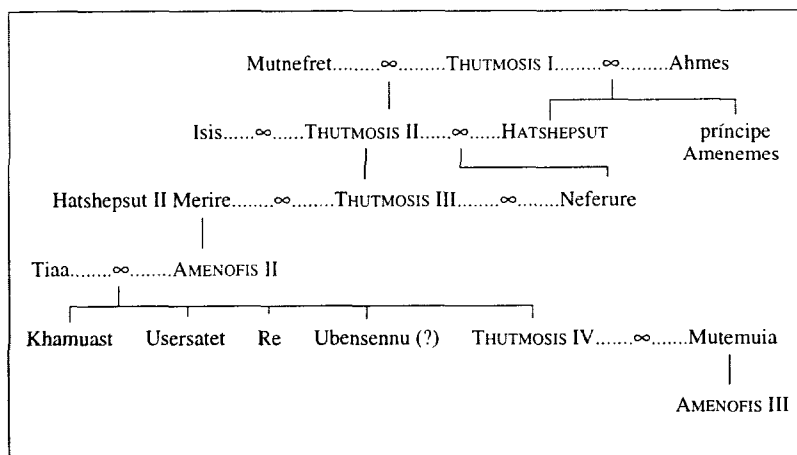 Mutnefret........∞........THUTMOSIS I........∞........Ahmes
Isis......∞......THUTMOSIS II......∞......HATSHEPSUT príncipe
Amenemes
Hatshepsut II Merire........∞........THUTMOSIS III........∞........Neferure
Tiaa........∞........AMENOFIS II
Khamuast Usersatet Re Ubensennu (?) THUTMOSIS IV......∞......Mutemuia
AMENOFIS III